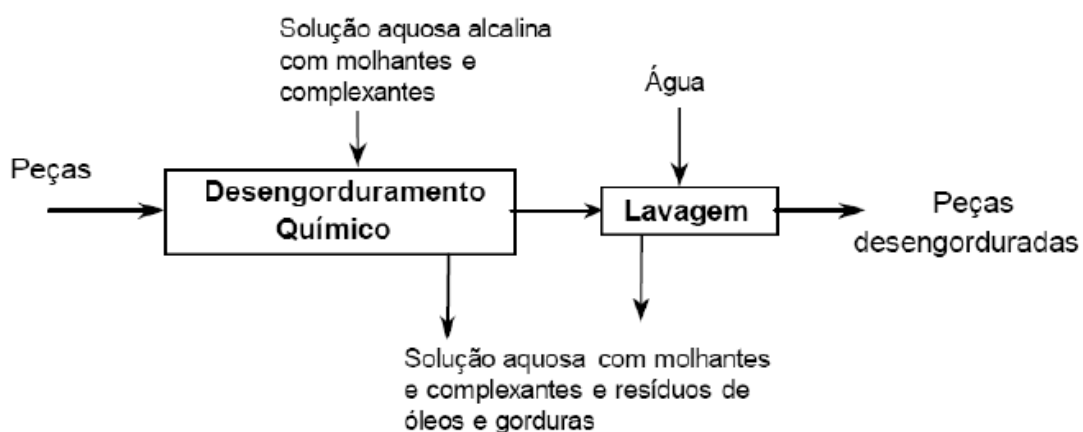 Solução aquosa alcalina
com molhantes e
complexantes
Água
Peças
Desengorduramento
Químico
Lavagem
Peças
desengorduradas
Solução aquosa com molhantes
e complexantes e resíduos de
óleos e gorduras